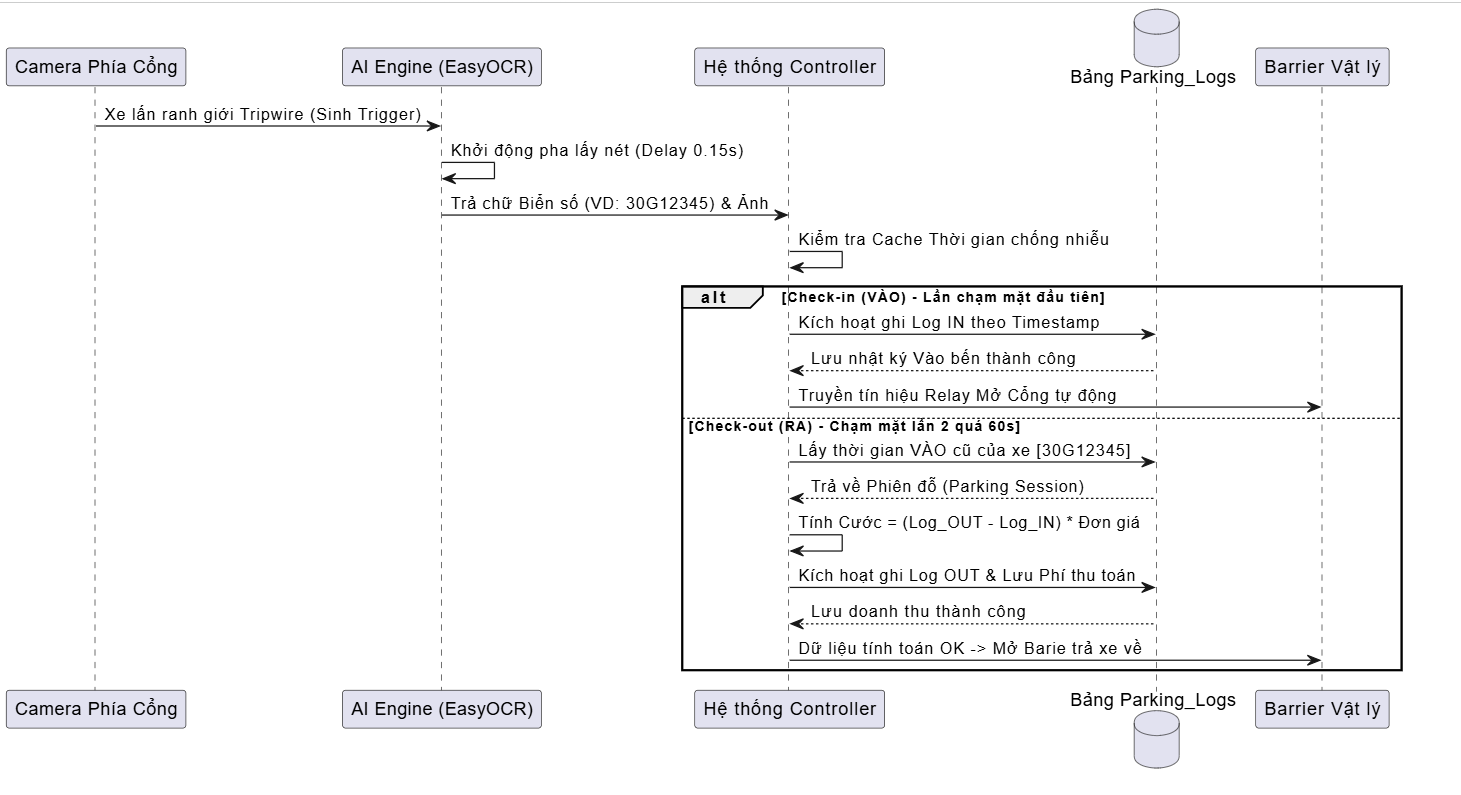 Camera Phía Cổng
AI Engine (EasyOCR)
Hệ thống Controller
Bảng Parking_Logs
Barrier Vật lý
Xe lấn ranh giới Tripwire (Sinh Trigger)
Khởi động pha lấy nét (Delay 0.15s)
Trả chữ Biển số (VD: 30G12345) & Ảnh
Kiểm tra Cache Thời gian chống nhiễu
alt
[Check-in (VÀO) - Lần chạm mặt đầu tiên]
Kích hoạt ghi Log IN theo Timestamp
Lưu nhật ký Vào bến thành công
Truyền tín hiệu Relay Mở Cổng tự động
[Check-out (RA) - Chạm mặt lần 2 quá 60s]
Lấy thời gian VÀO cũ của xe [30G12345]
Trả về Phiên đỗ (Parking Session)
Tính Cước = (Log_OUT - Log_IN) * Đơn giá
Kích hoạt ghi Log OUT & Lưu Phí thu toán
Lưu doanh thu thành công
Dữ liệu tính toán OK -> Mở Barie trả xe về
Camera Phía Cổng
AI Engine (EasyOCR)
Hệ thống Controller
Bảng Parking_Logs
Barrier Vật lý